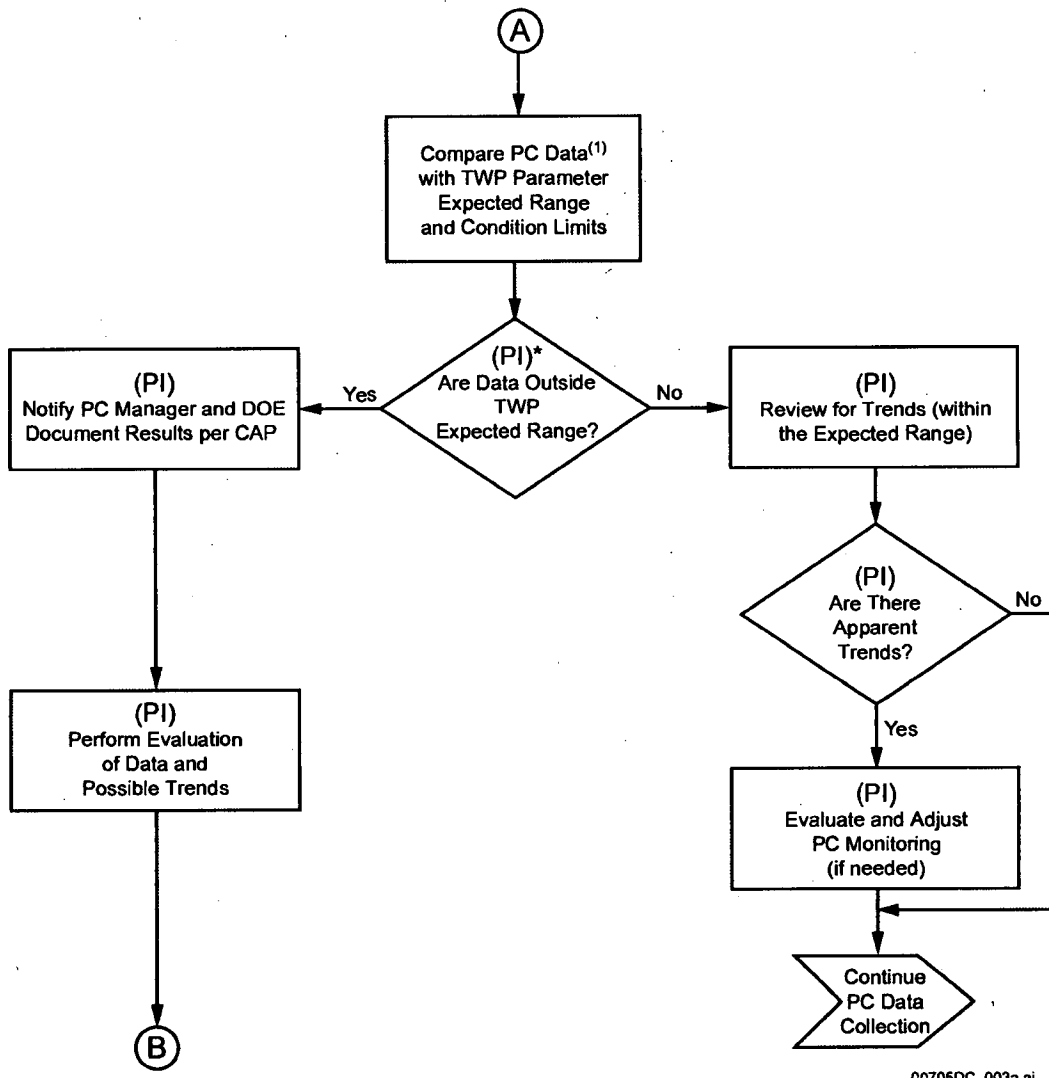 A
Compare PC Data(1)
with TWP Parameter
Expected Range
and Condition Limits
(PI)*
Are Data Outside
TWP
Expected Range?
Yes
No
(PI)
Notify PC Manager and DOE
Document Results per CAP
(PI)
Review for Trends (within
the Expected Range)
(PI)
Are There
Apparent
Trends?
No
Yes
(PI)
Perform Evaluation
of Data and
Possible Trends
(PI)
Evaluate and Adjust
PC Monitoring
(if needed)
Continue
PC Data
Collection
B